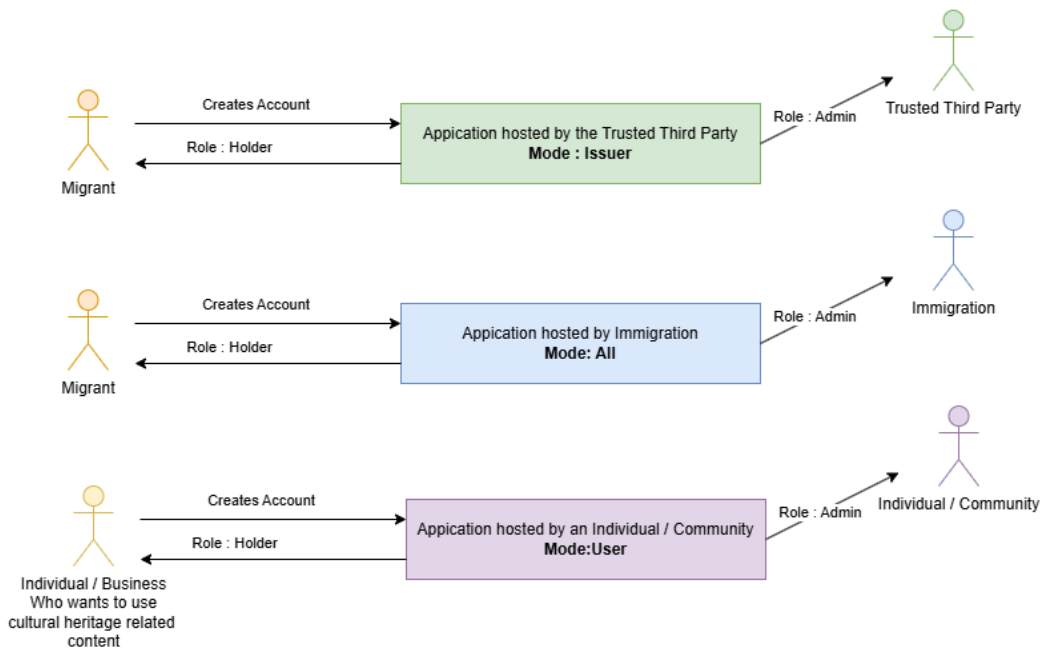 Creates Account
Role : Holder
Migrant
Appication hosted by the Trusted Third Party
Mode : Issuer
Role : Admin
Trusted Third Party
Creates Account
Role : Holder
Migrant
Appication hosted by Immigration
Mode: All
Role : Admin
Immigration
Creates Account
Role : Holder
Individual / Business
Who wants to use
cultural heritage related
content
Appication hosted by an Individual / Community
Mode:User
Role : Admin
Individual / Community